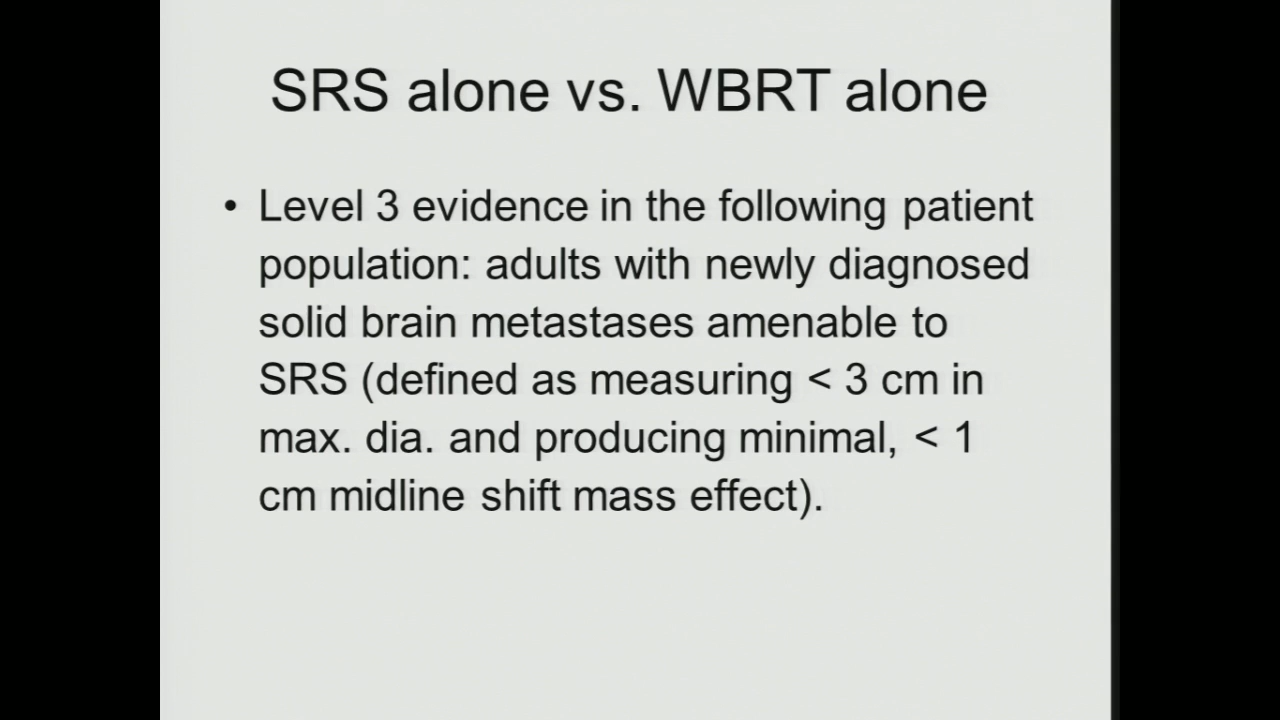 SRS alone vs. WBRT alone
• Level 3 evidence in the following patient
population: adults with newly diagnosed
solid brain metastases amenable to
SRS (defined as measuring < 3 cm in
max. dia. and producing minimal, < 1
cm midline shift mass effect).